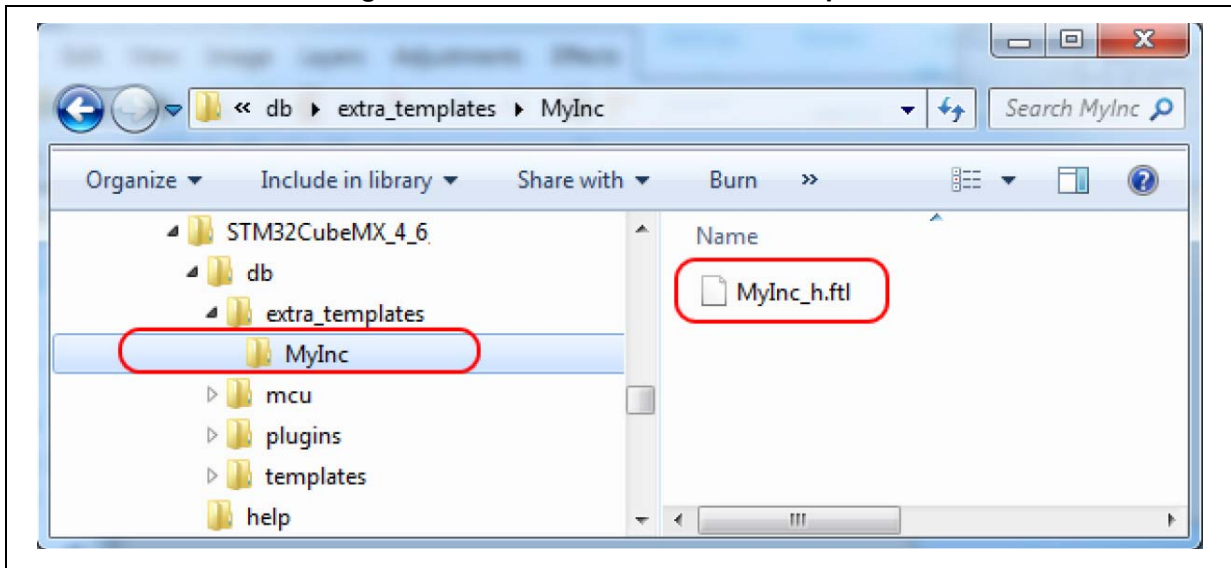 « db ▸ extra_templates ▸ MyInc
Search MyInc
Organize Include in library Share with Burn »
STM32CubeMX_4_6
db
extra_templates
MyInc
mcu
plugins
templates
help
Name
MyInc_h.ftl